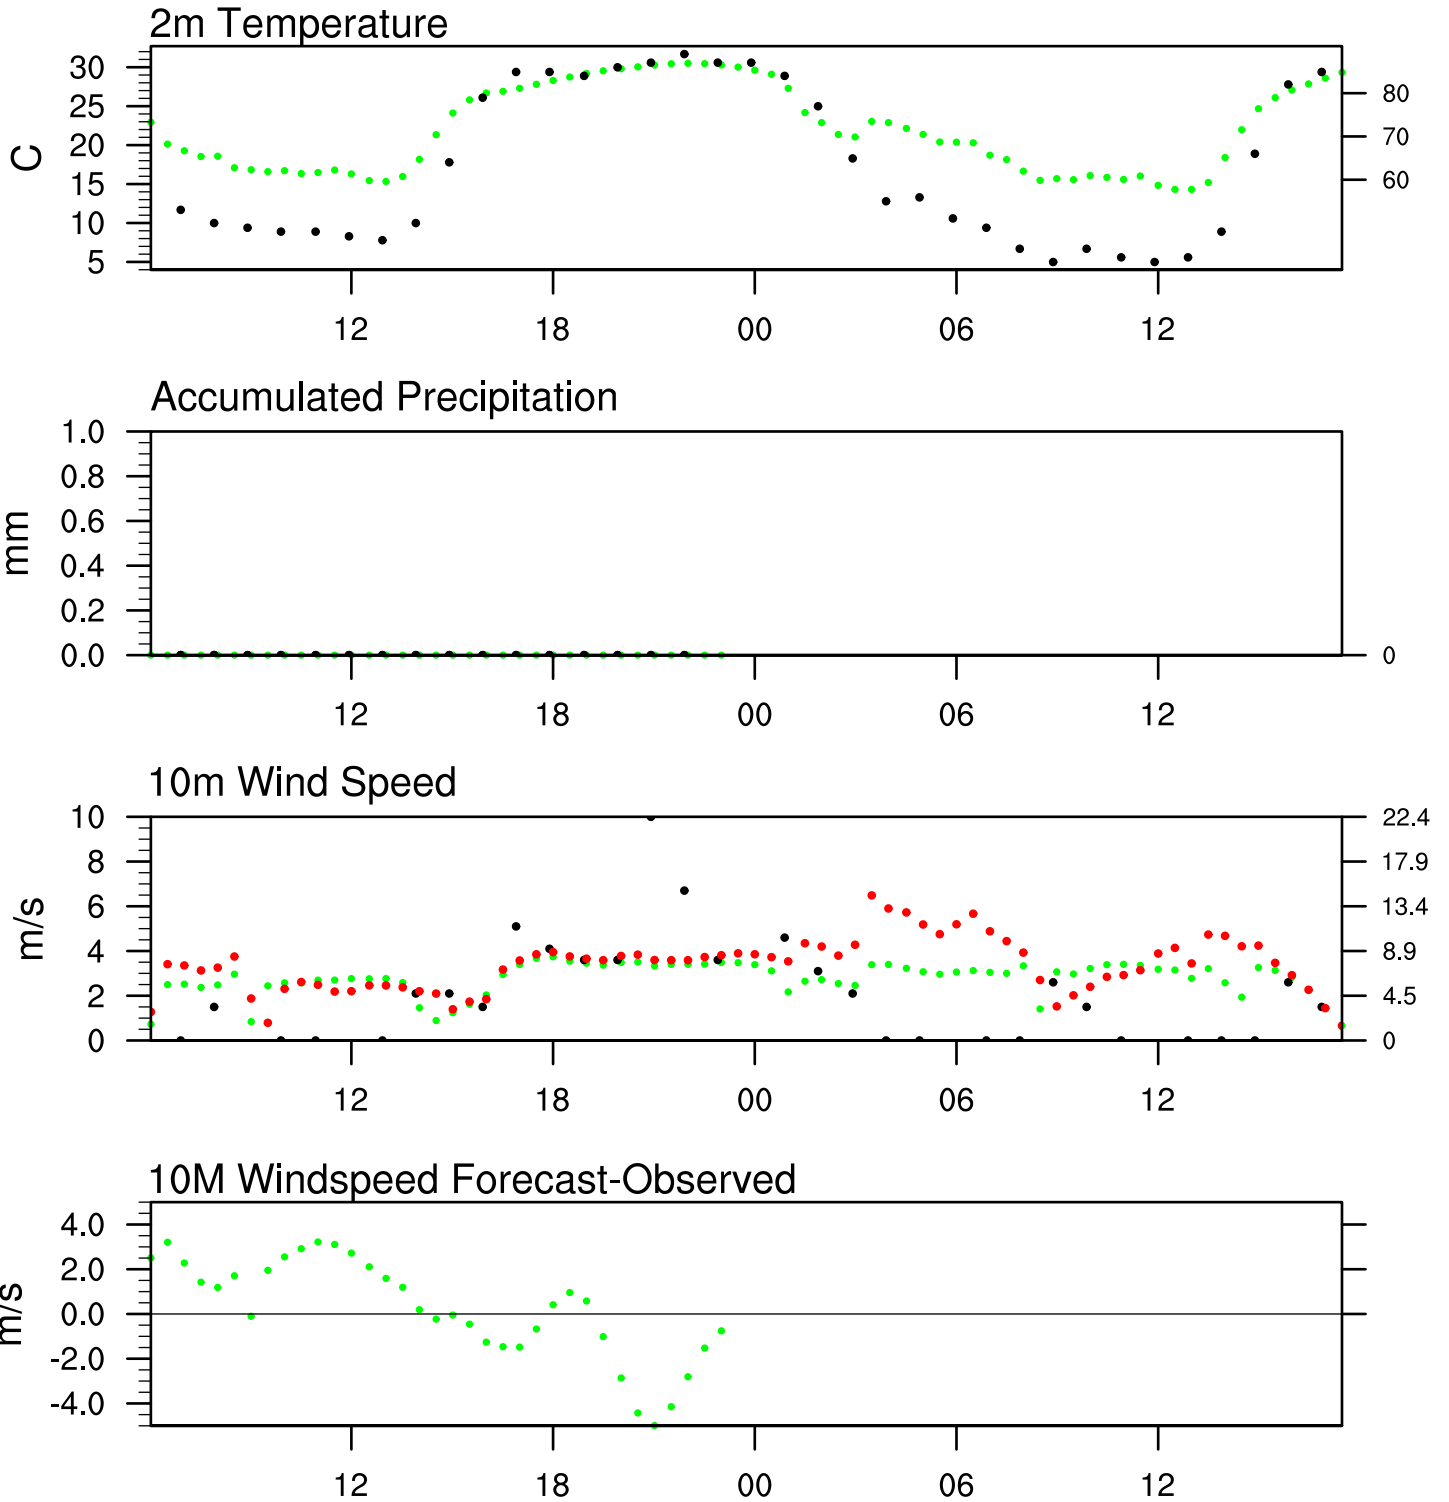 2m Temperature
30
25
20
15
10
5
C
80
70
60
12 18 00 06 12
Accumulated Precipitation
1.0
0.8
0.6
0.4
0.2
0.0
mm
0
12 18 00 06 12
10m Wind Speed
10
8
6
4
2
0
m/s
22.4
17.9
13.4
8.9
4.5
0
12 18 00 06 12
10M Windspeed Forecast-Observed
4.0
2.0
0.0
-2.0
-4.0
m/s
12 18 00 06 12